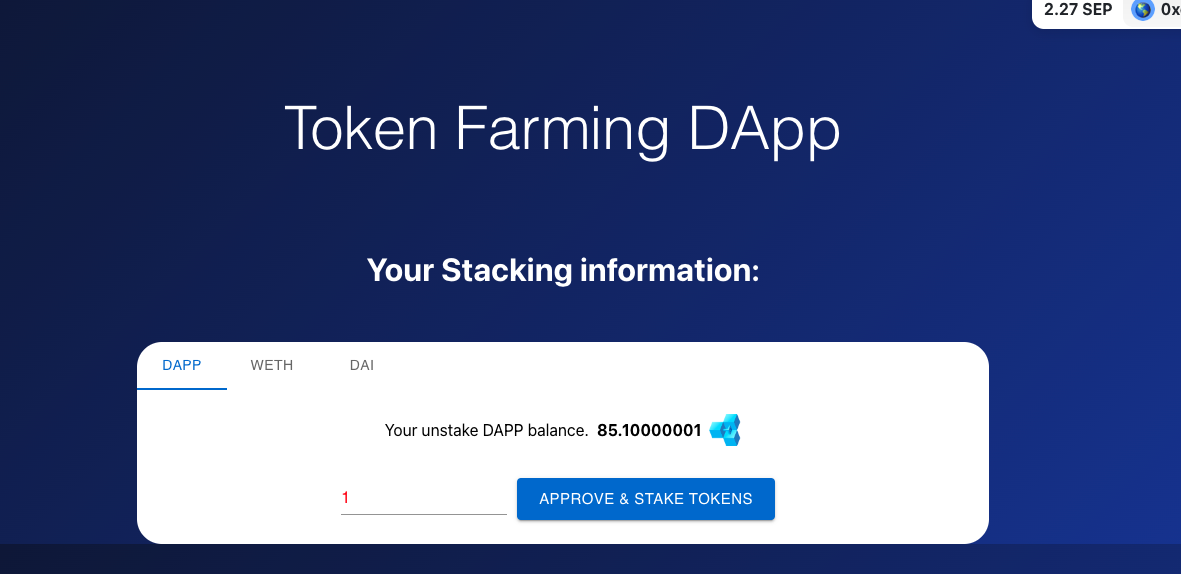 2.27 SEP
Token Farming DApp
Your Stacking information:
DAPP WETH DAI
Your unstake DAPP balance. 85.10000001
1 APPROVE & STAKE TOKENS